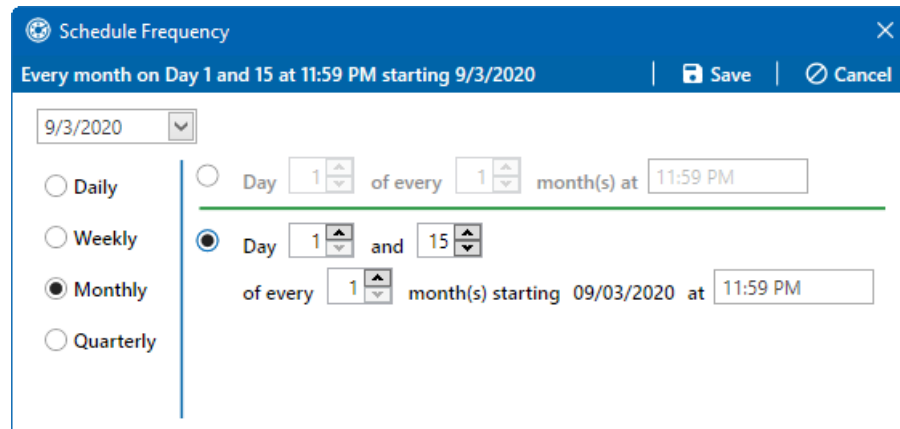 Schedule Frequency
Every month on Day 1 and 15 at 11:59 PM starting 9/3/2020 Save Cancel
9/3/2020
Daily
Weekly
Monthly
Quarterly
Day 1 of every 1 month(s) at 11:59 PM
Day 1 and 15
of every 1 month(s) starting 09/03/2020 at 11:59 PM